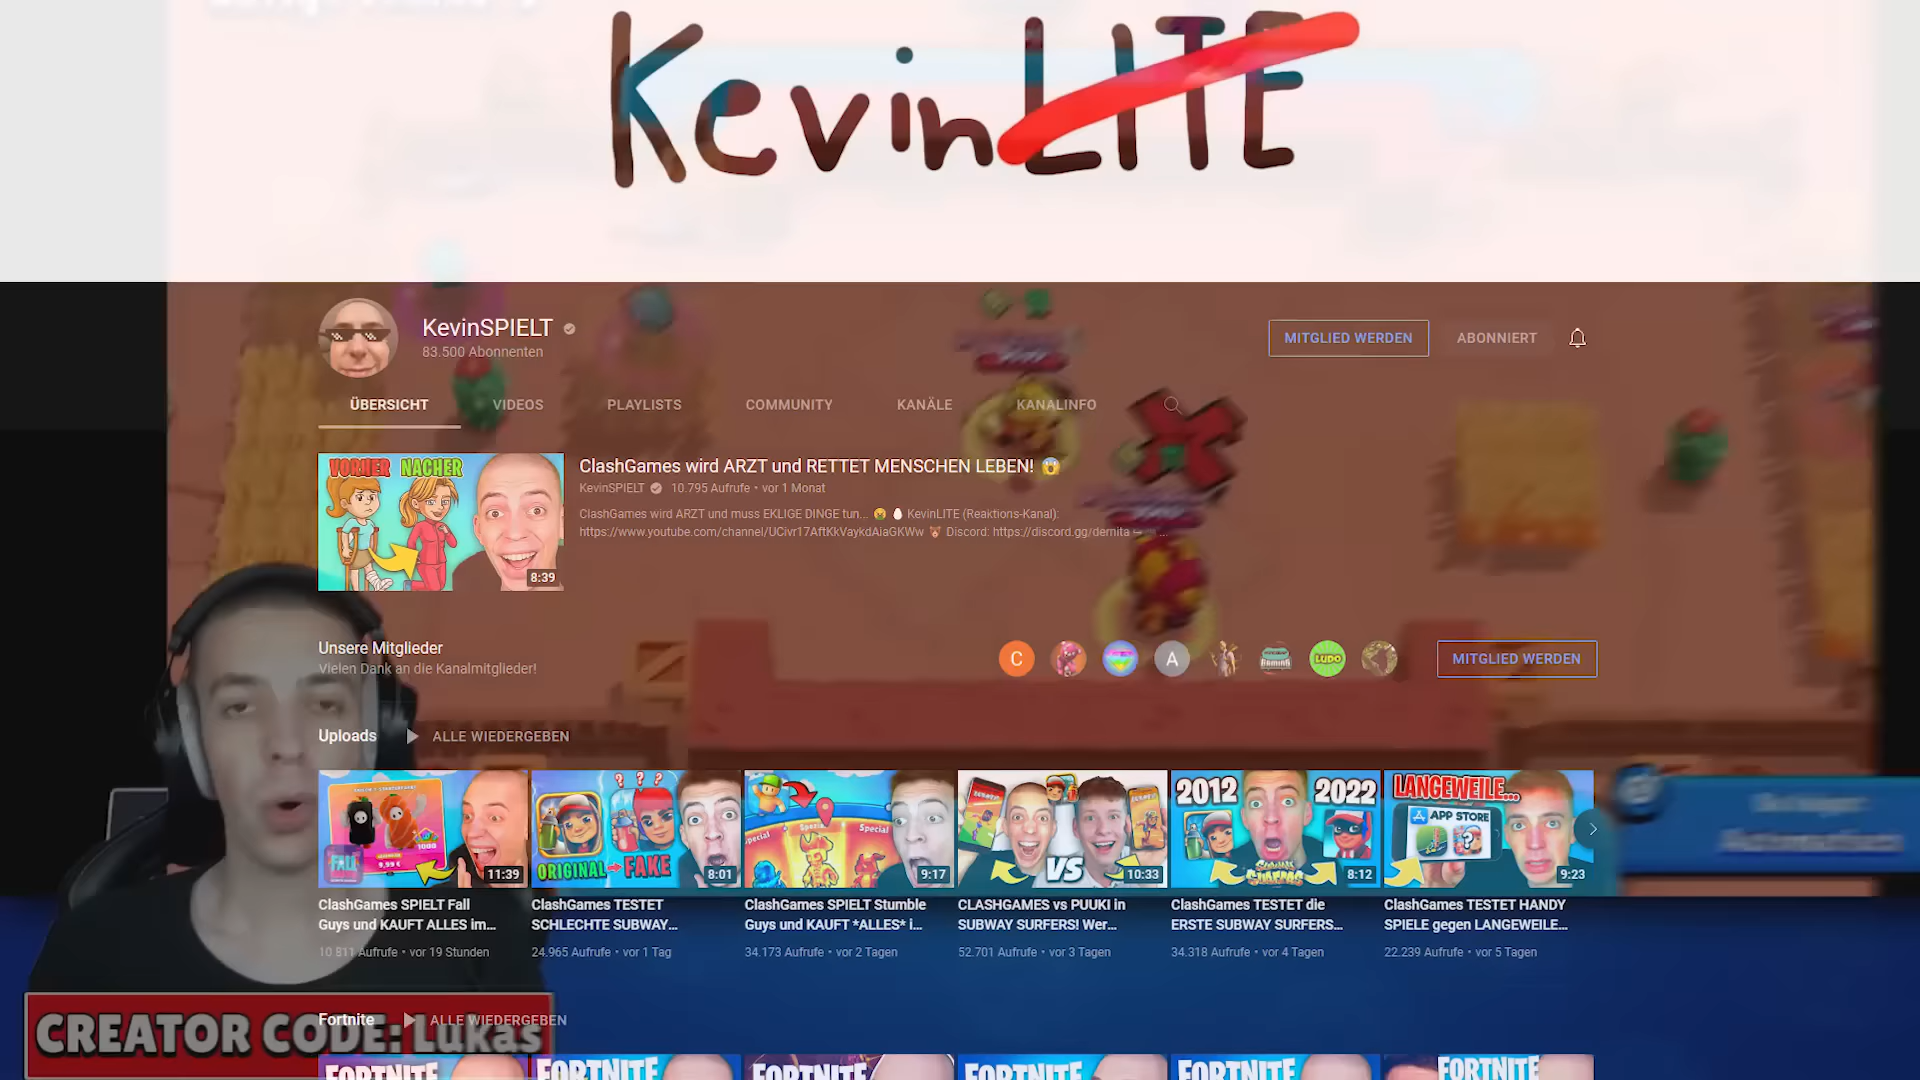 KevinLITE
KevinSPIELT
83.500 Abonnenten
MITGLIED WERDEN
ABONNIERT
ÜBERSICHT
VIDEOS
PLAYLISTS
COMMUNITY
KANÄLE
KANALINFO
VORHER NACHER
8:39
ClashGames wird ARZT und RETTET MENSCHEN LEBEN! 😱
KevinSPIELT 10.795 Aufrufe • vor 1 Monat
ClashGames wird ARZT und muss EKLIGE DINGE tun... 🤮 🥚 KevinLITE (Reaktions-Kanal):
https://www.youtube.com/channel/UCivr17AftKkVaykdAiaGKWw 🐻 Discord: https://discord.gg/dernita ...
Unsere Mitglieder
Vielen Dank an die Kanalmitglieder!
C
A
LUDO
MITGLIED WERDEN
Uploads
ALLE WIEDERGEBEN
9,99 €
1000
FALL
11:39
? ? ?
ORIGINAL FAKE
8:01
Special
Special
9:17
VS
10:33
2012 2022
8:12
LANGEWEILE...
APP STORE
9:23
ClashGames SPIELT Fall
Guys und KAUFT ALLES im...
10.811 Aufrufe • vor 19 Stunden
ClashGames TESTET
SCHLECHTE SUBWAY...
24.965 Aufrufe • vor 1 Tag
ClashGames SPIELT Stumble
Guys und KAUFT *ALLES* i...
34.173 Aufrufe • vor 2 Tagen
CLASHGAMES vs PUUKI in
SUBWAY SURFERS! Wer...
52.701 Aufrufe • vor 3 Tagen
ClashGames TESTET die
ERSTE SUBWAY SURFERS...
34.318 Aufrufe • vor 4 Tagen
ClashGames TESTET HANDY
SPIELE gegen LANGEWEILE...
22.239 Aufrufe • vor 5 Tagen
Fortnite
ALLE WIEDERGEBEN
CREATOR CODE: Lukas
FORTNITE
FORTNITE
FORTNITE
FORTNITE
FORTNITE
FORTNITE